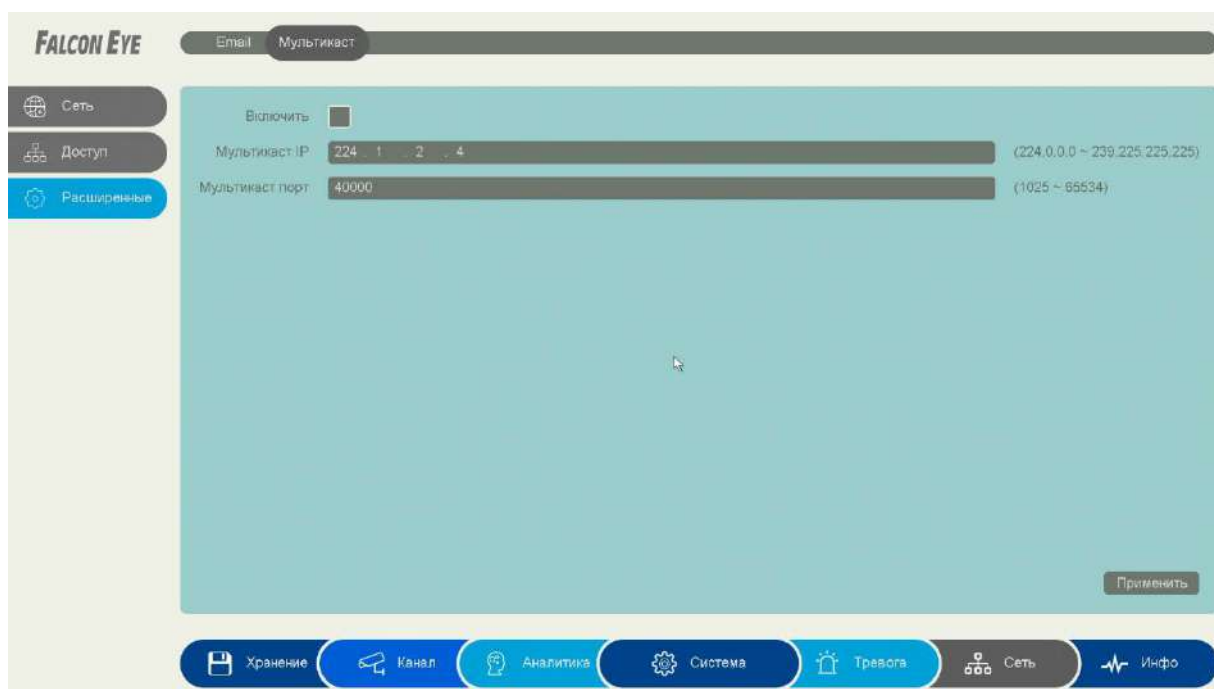 FALCON EYE
Email Мультикаст
Сеть
Доступ
Расширенные
Включить
Мультикаст IP 224 . 1 . 2 . 4 (224.0.0.0 ~ 239.225.225.225)
Мультикаст порт 40000 (1025 ~ 65534)
Применить
Хранение Канал Аналитика Система Тревога Сеть Инфо